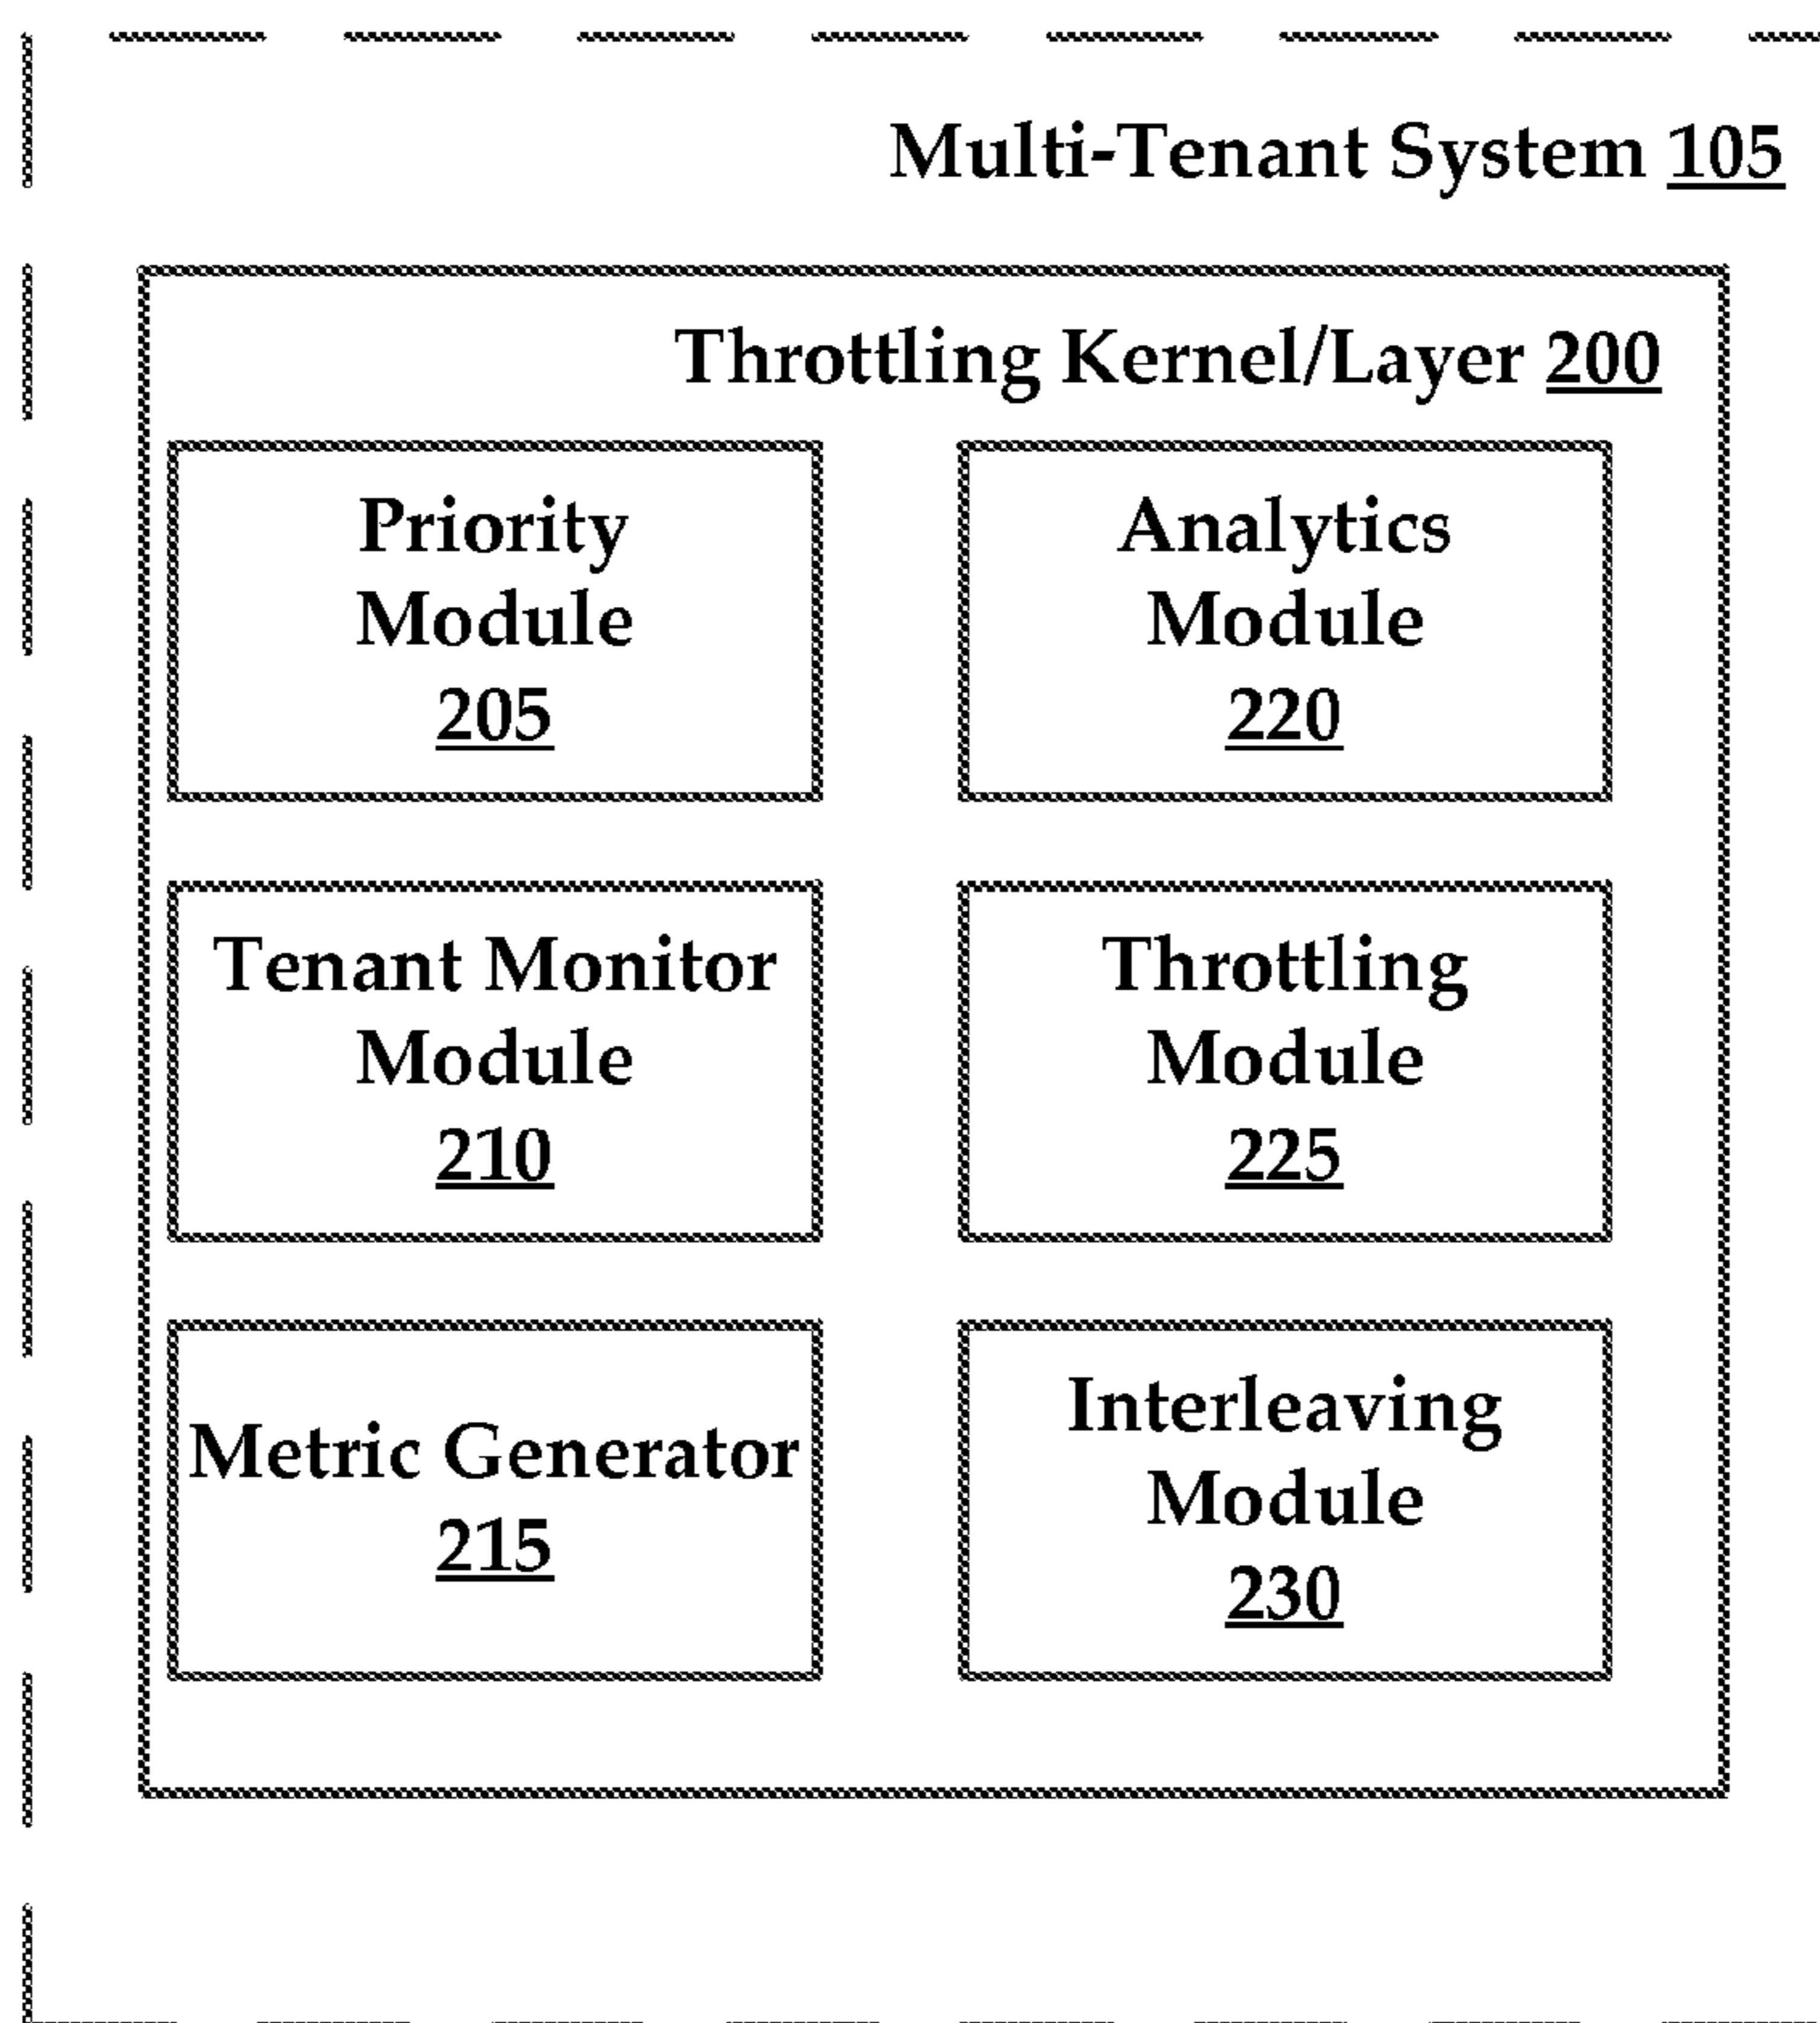 Multi-Tenant System 105
Throttling Kernel/Layer 200
Priority
Module
205
Analytics
Module
220
Tenant Monitor
Module
210
Throttling
Module
225
Metric Generator
215
Interleaving
Module
230